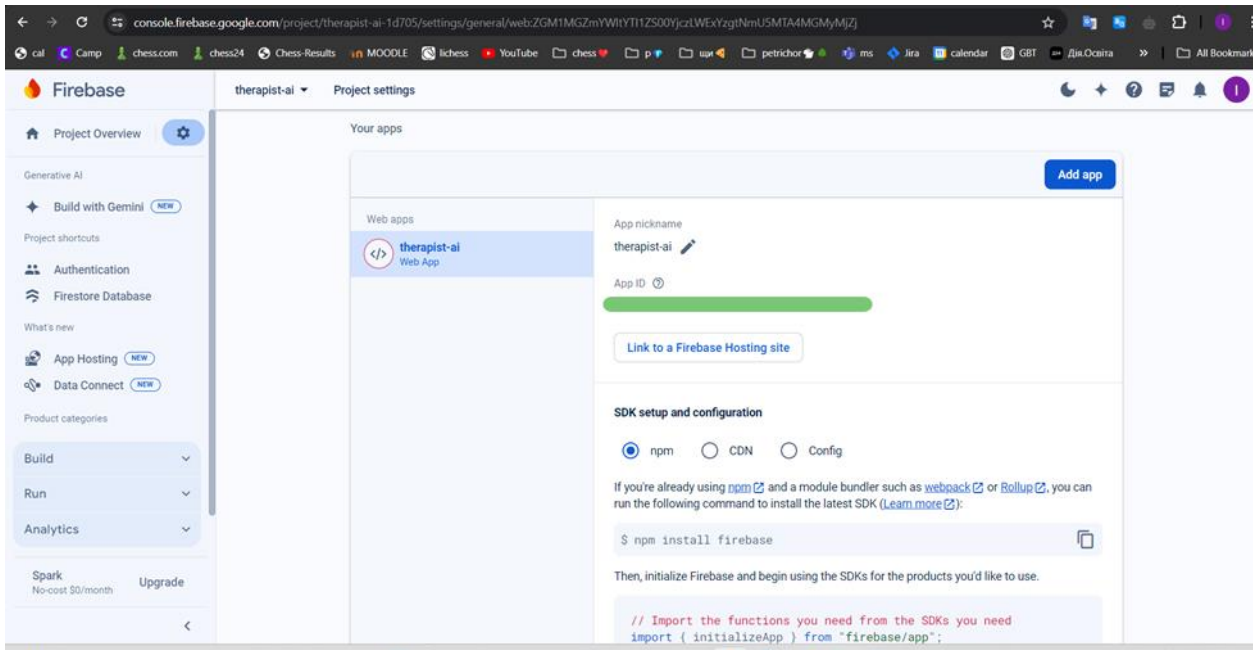 console.firebase.google.com/project/therapist-ai-1d705/settings/general/web:
cal Camp chess.com chess24 Chess-Results MOODLE lichess YouTube chess p щи petrichor ms Jira calendar GBT Дія.Освіта » All Bookmark
Firebase
therapist-ai Project settings
Project Overview
Generative AI
Build with Gemini NEW
Project shortcuts
Authentication
Firestore Database
What's new
App Hosting NEW
Data Connect NEW
Product categories
Build
Run
Analytics
Spark
No-cost $0/month
Upgrade
Your apps
Add app
Web apps
therapist-ai
Web App
App nickname
therapist-ai
App ID
Link to a Firebase Hosting site
SDK setup and configuration
npm CDN Config
If you're already using npm and a module bundler such as webpack or Rollup, you can
run the following command to install the latest SDK (Learn more):
$ npm install firebase
Then, initialize Firebase and begin using the SDKs for the products you'd like to use.
// Import the functions you need from the SDKs you need
import { initializeApp } from "firebase/app";